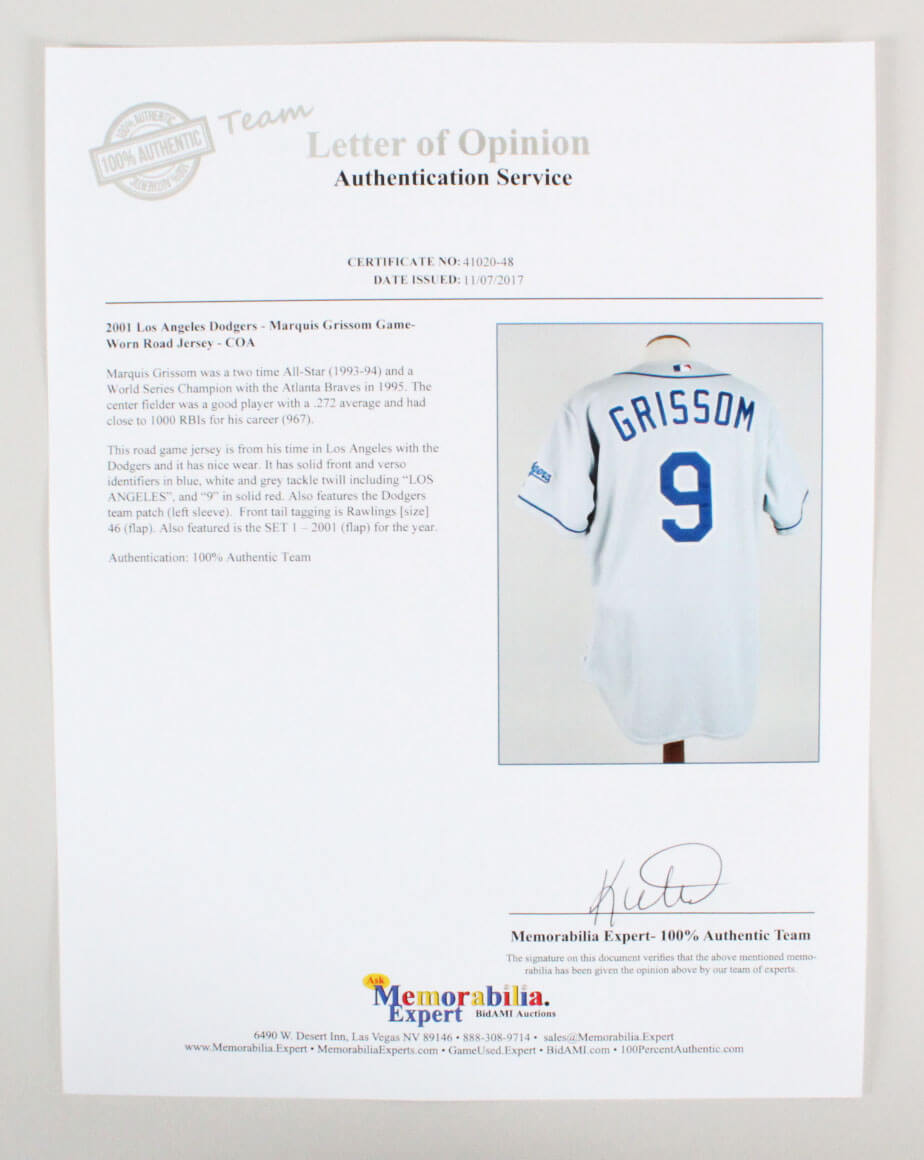 100% AUTHENTIC
100% AUTHENTIC
100% AUTHENTIC
Team
Letter of Opinion
Authentication Service
CERTIFICATE NO: 41020-48
DATE ISSUED: 11/07/2017
2001 Los Angeles Dodgers - Marquis Grissom Game-
Worn Road Jersey - COA
Marquis Grissom was a two time All-Star (1993-94) and a
World Series Champion with the Atlanta Braves in 1995. The
center fielder was a good player with a .272 average and had
close to 1000 RBIs for his career (967).
This road game jersey is from his time in Los Angeles with the
Dodgers and it has nice wear. It has solid front and verso
identifiers in blue, white and grey tackle twill including “LOS
ANGELES”, and “9” in solid red. Also features the Dodgers
team patch (left sleeve).  Front tail tagging is Rawlings [size]
46 (flap). Also featured is the SET 1 – 2001 (flap) for the year.
Authentication: 100% Authentic Team
GRISSOM
9
Memorabilia Expert- 100% Authentic Team
The signature on this document verifies that the above mentioned memo-
rabilia has been given the opinion above by our team of experts.
Ask
Memorabilia.
Expert BidAMI Auctions
6490 W. Desert Inn, Las Vegas NV 89146 • 888-308-9714 • sales@Memorabilia.Expert
www.Memorabilia.Expert • MemorabiliaExperts.com • GameUsed.Expert • BidAMI.com • 100PercentAuthentic.com